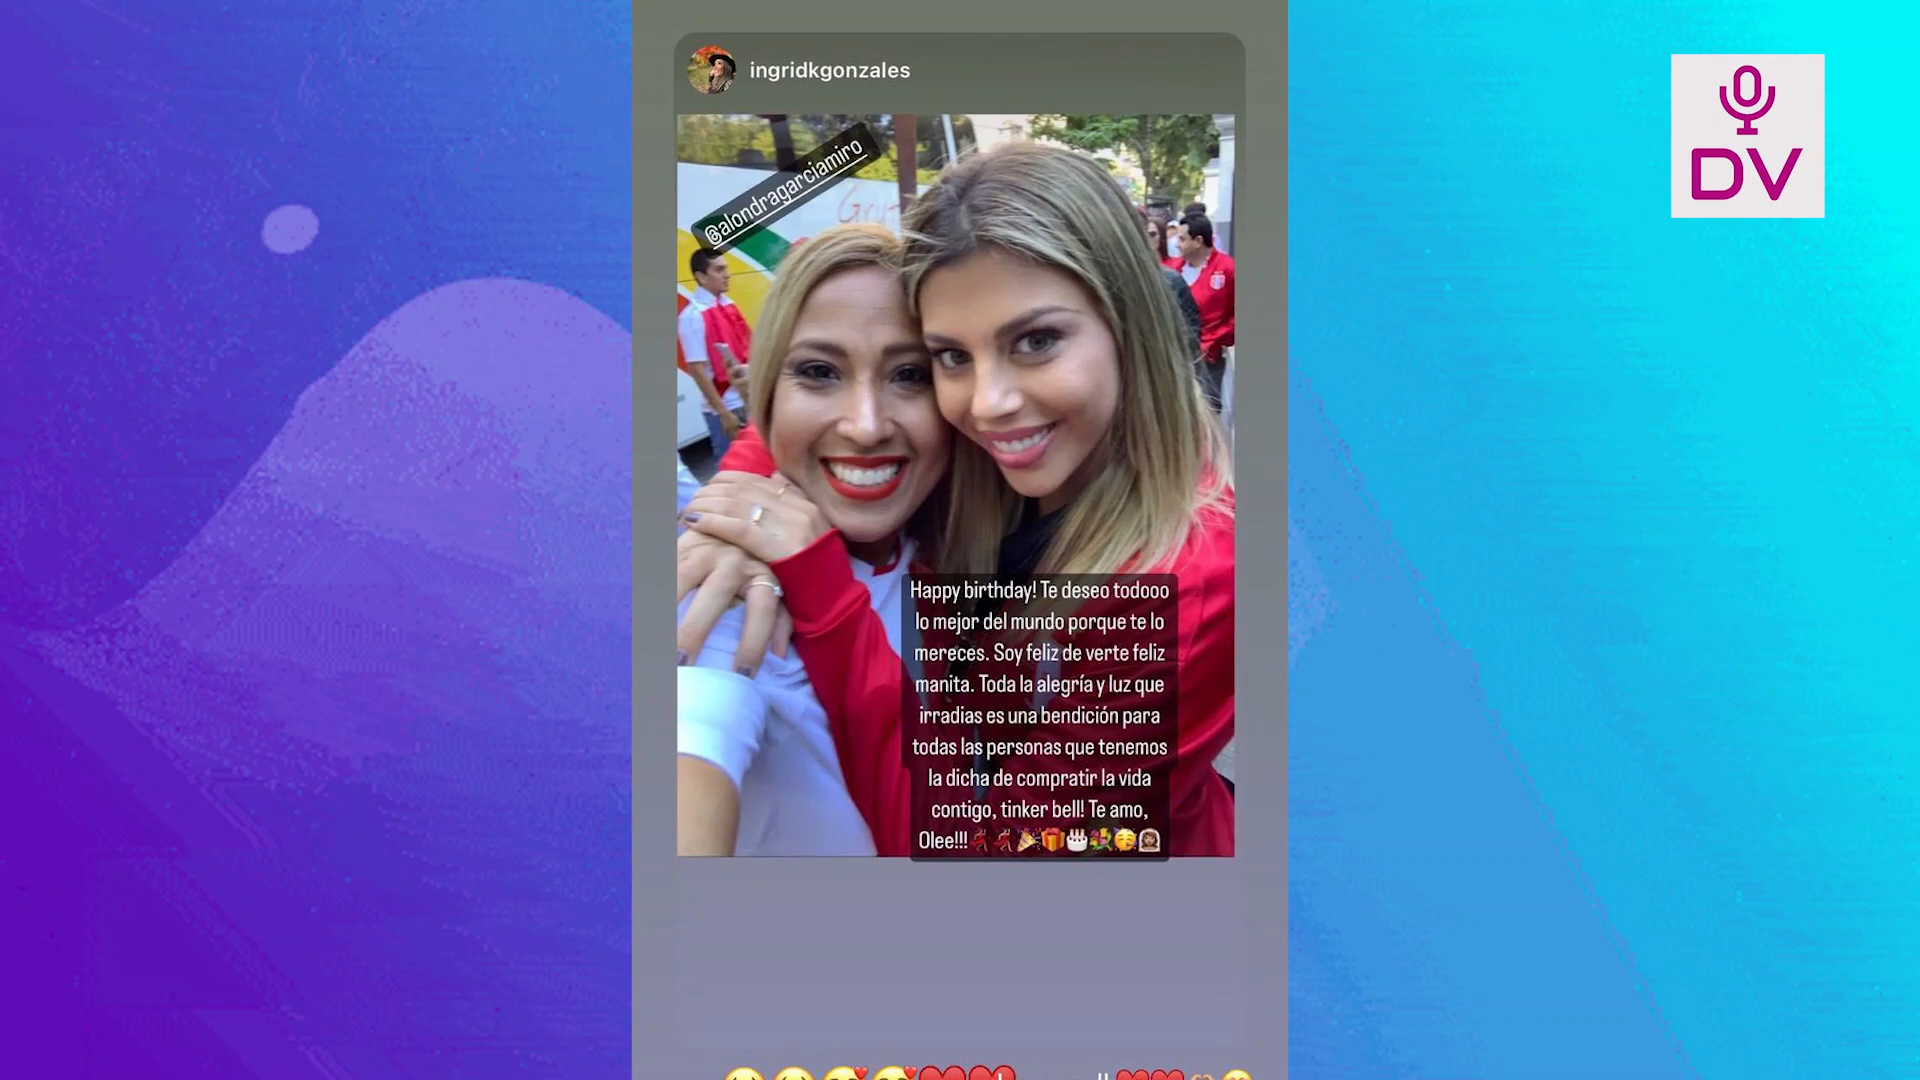 ingridkgonzales
@alondragarciamiro
DV
Happy birthday! Te deseo todooo
lo mejor del mundo porque te lo
mereces. Soy feliz de verte feliz
manita. Toda la alegría y luz que
irradias es una bendición para
todas las personas que tenemos
la dicha de compratir la vida
contigo, tinker bell! Te amo,
Olee!!!💃🏽💃🏽🎉🎁🎂💐🥳👰🏽